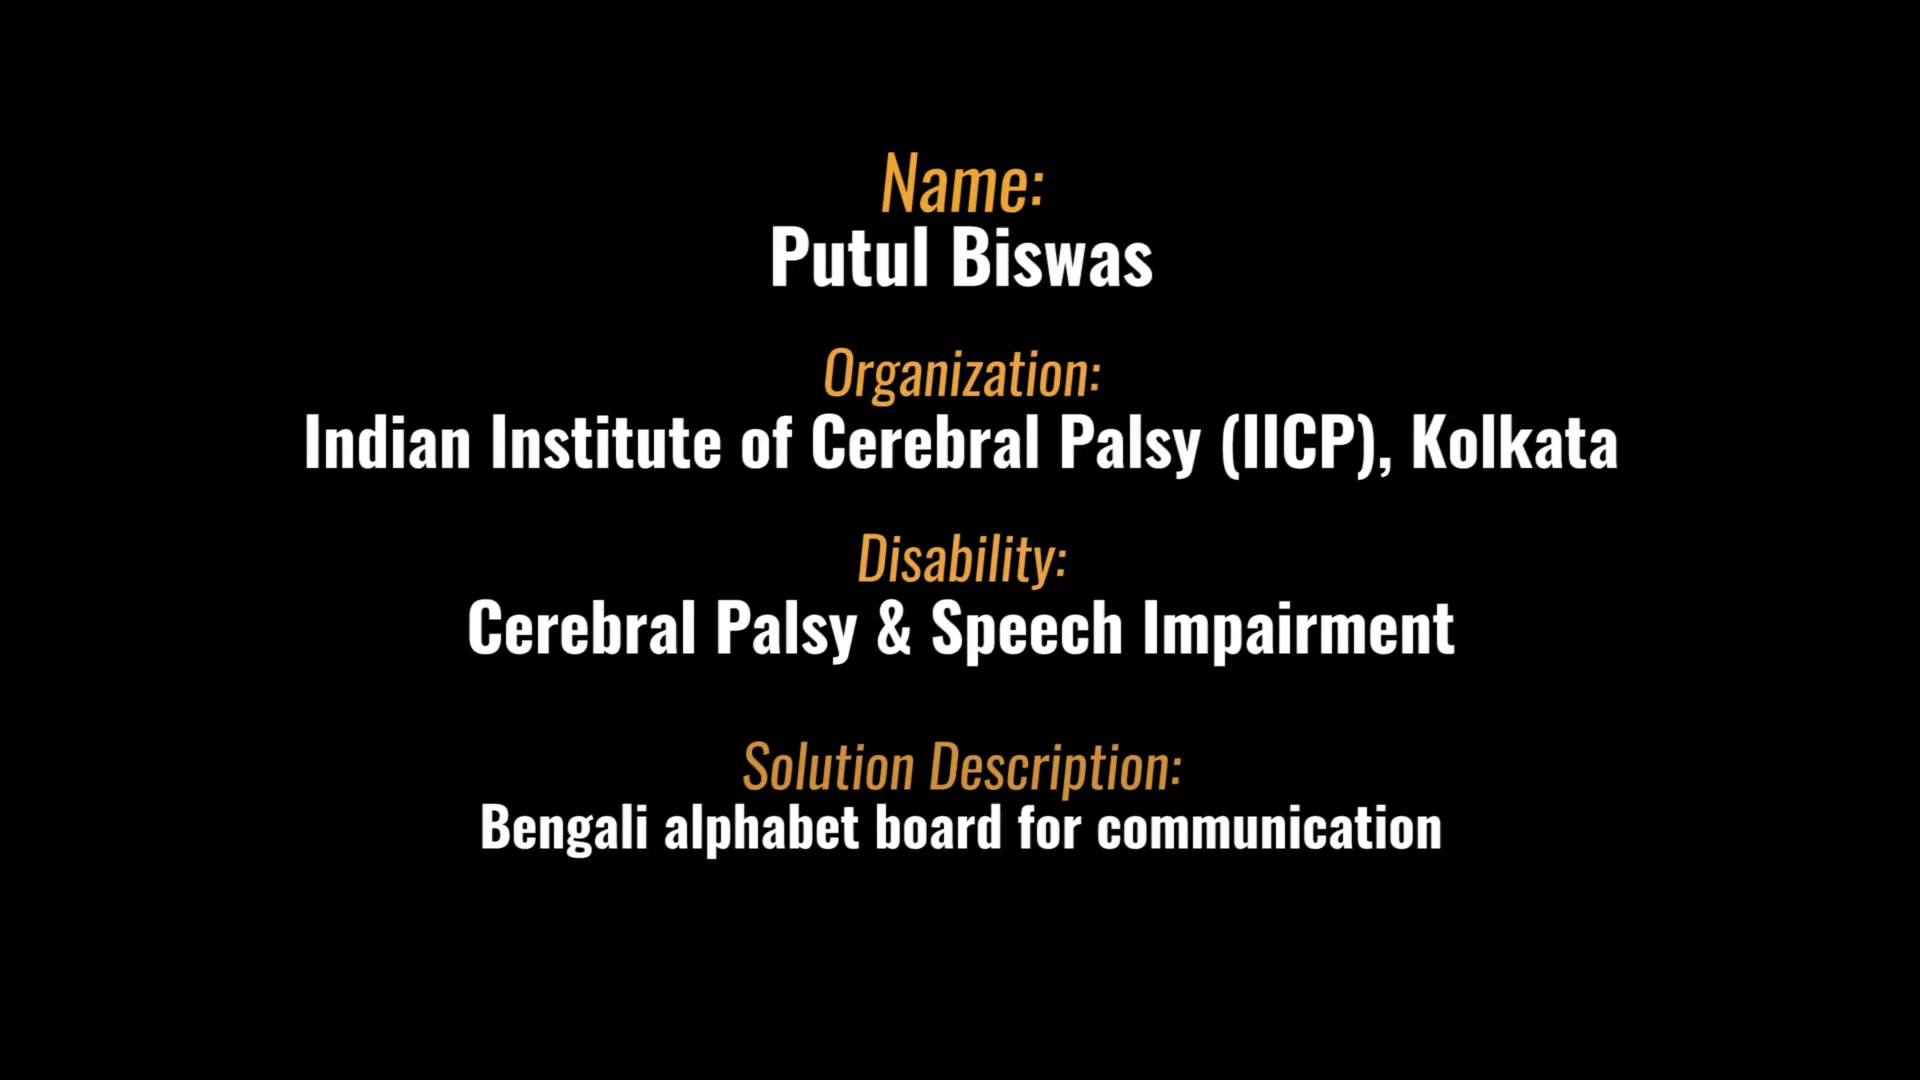 Name:
Putul Biswas
Organization:
Indian Institute of Cerebral Palsy (IICP), Kolkata
Disability:
Cerebral Palsy & Speech Impairment
Solution Description:
Bengali alphabet board for communication